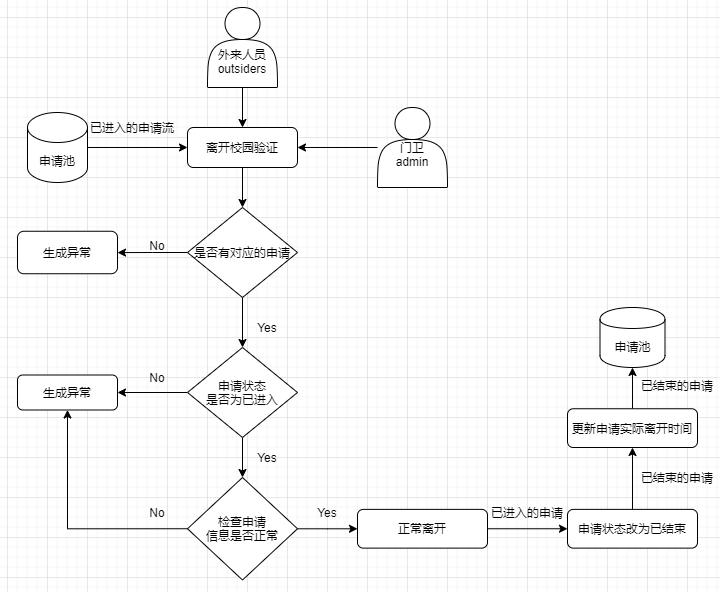 外来人员
outsiders
已进入的申请流
申请池
离开校园验证
门卫
admin
No
是否有对应的申请
生成异常
Yes
申请池
No
申请状态
是否为已进入
生成异常
已结束的申请
更新申请实际离开时间
Yes
已结束的申请
No
检查申请
信息是否正常
Yes
正常离开
已进入的申请
申请状态改为已结束